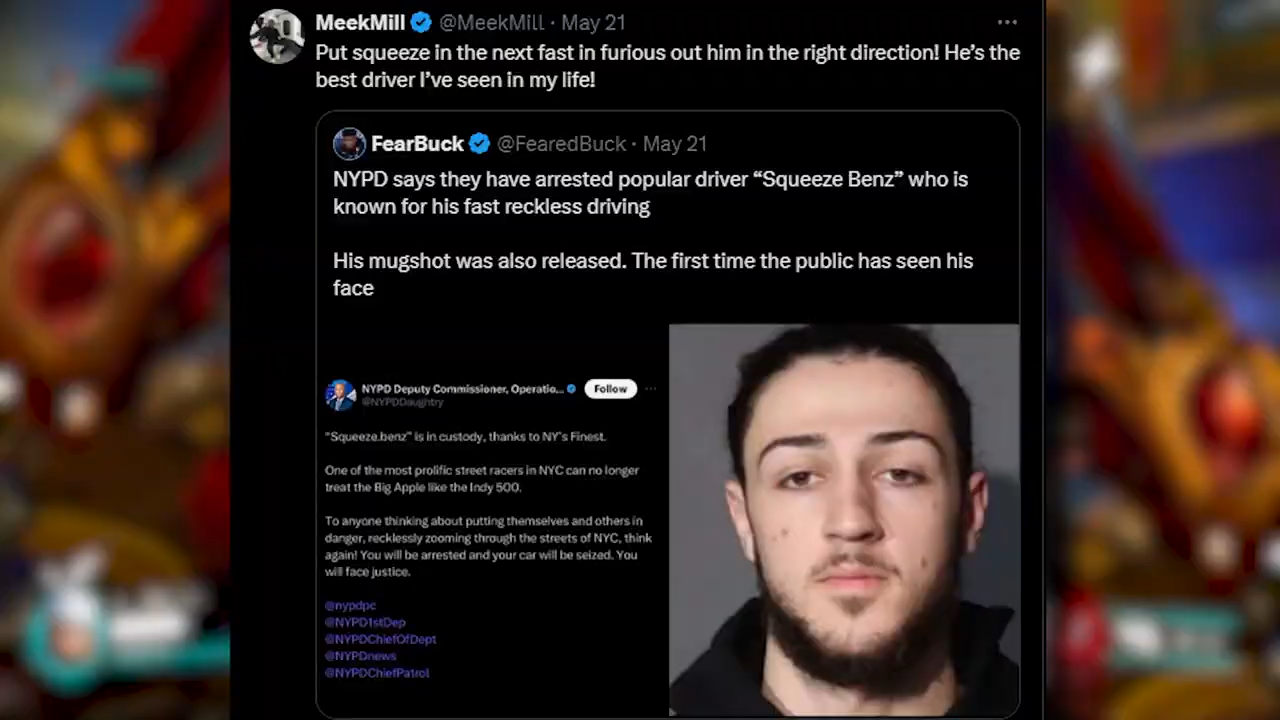 MeekMill @MeekMill · May 21
Put squeeze in the next fast in furious out him in the right direction! He's the
best driver I've seen in my life!
FearBuck @FearedBuck · May 21
NYPD says they have arrested popular driver “Squeeze Benz” who is
known for his fast reckless driving
His mugshot was also released. The first time the public has seen his
face
NYPD Deputy Commissioner, Operatio... Follow
@NYPDDaughtry
"Squeeze.benz" is in custody, thanks to NY's Finest.
One of the most prolific street racers in NYC can no longer
treat the Big Apple like the Indy 500.
To anyone thinking about putting themselves and others in
danger, recklessly zooming through the streets of NYC, think
again! You will be arrested and your car will be seized. You
will face justice.
@nypdpc
@NYPD1stDep
@NYPDChiefOfDept
@NYPDnews
@NYPDChiefPatrol